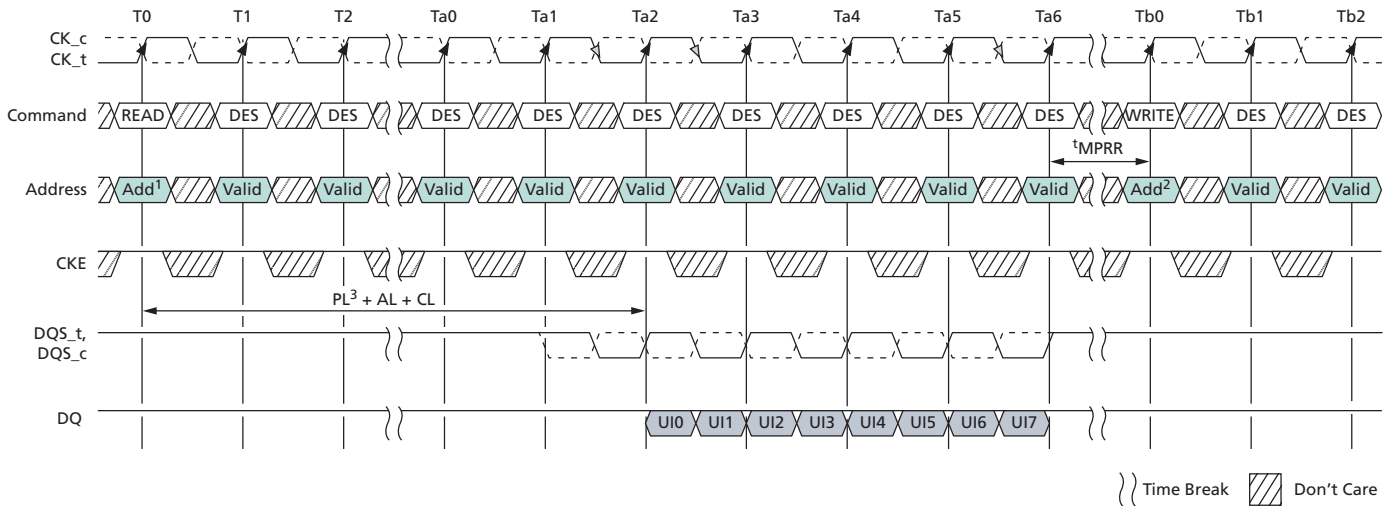 T0 T1 T2 Ta0 Ta1 Ta2 Ta3 Ta4 Ta5 Ta6 Tb0 Tb1 Tb2
CK_c
CK_t
Command READ DES DES DES DES DES DES DES DES DES WRITE DES DES
tMPRR
Address Add1 Valid Valid Valid Valid Valid Valid Valid Valid Valid Add2 Valid Valid
CKE
PL3 + AL + CL
DQS_t,
DQS_c
DQ UI0 UI1 UI2 UI3 UI4 UI5 UI6 UI7
Time Break Don't Care